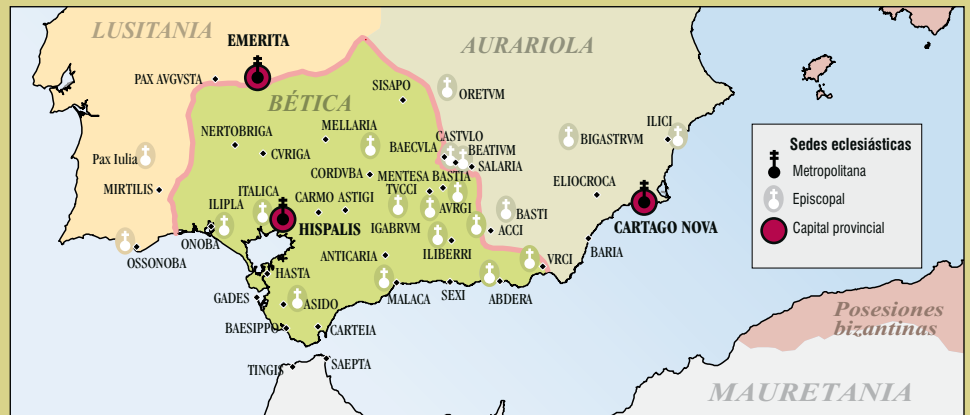 LUSITANIA
EMERITA
AURARIOLA
PAX AVGVSTA
SISAPO
ORETVM
BÉTICA
NERTOBRIGA
MELLARIA
CASTVLO
BIGASTRVM
ILICI
CVRIGA
BAECVLA
BEATIVM
Pax Iulia
SALARIA
CORDVBA
MENTESA BASTIA
MIRTILIS
ITALICA
CARMO
ASTIGI
TVCCI
ELIOCROCA
ILIPLA
AVRGI
BASTI
ONOBA
HISPALIS
IGABRVM
ACCI
CARTAGO NOVA
OSSONOBA
ILIBERRI
BARIA
ANTICARIA
VRCI
HASTA
GADES
ASIDO
MALACA
SEXI
ABDERA
BAESIPPO
CARTEIA
TINGIS
SAEPTA
Sedes eclesiásticas
Metropolitana
Episcopal
Capital provincial
Posesiones
bizantinas
MAURETANIA